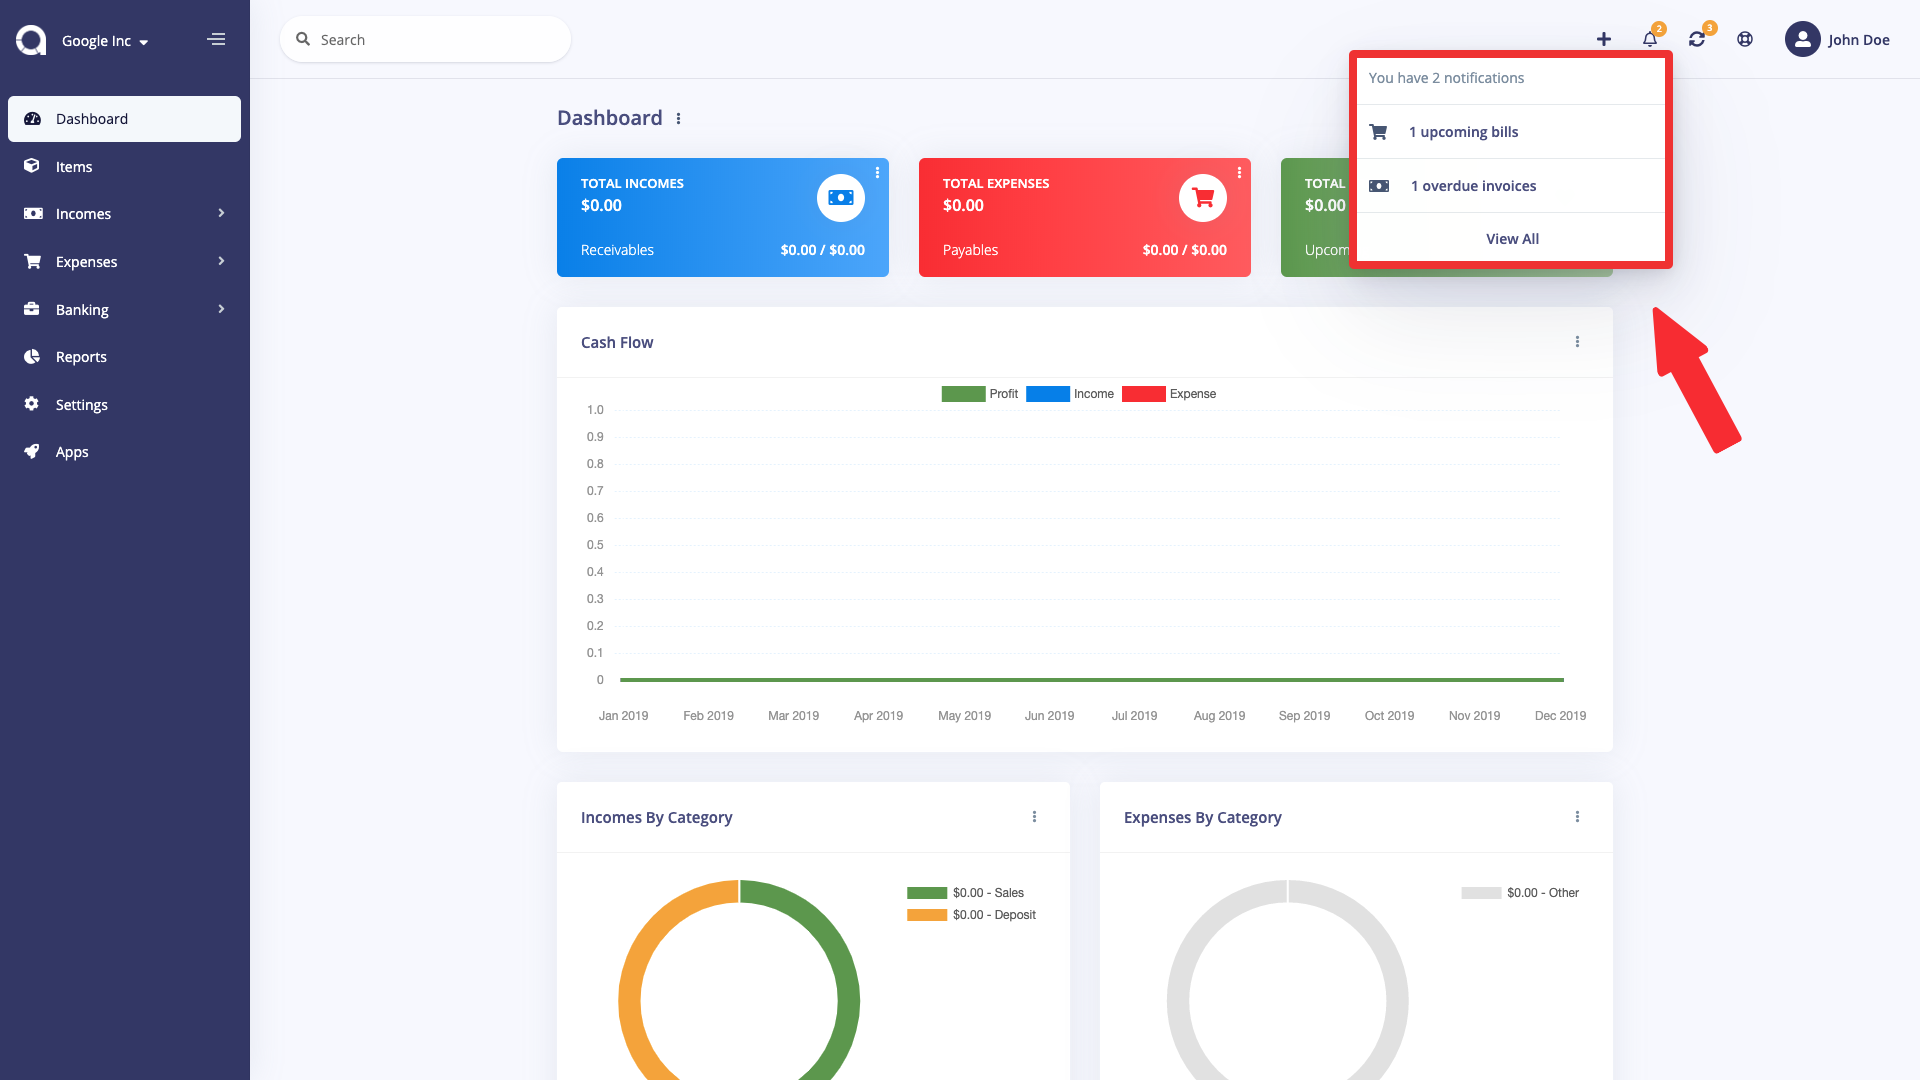 Google Inc
Search
2
3
John Doe
You have 2 notifications
1 upcoming bills
1 overdue invoices
View All
Dashboard
Items
Incomes
Expenses
Banking
Reports
Settings
Apps
Dashboard
TOTAL INCOMES
$0.00
Receivables $0.00 / $0.00
TOTAL EXPENSES
$0.00
Payables $0.00 / $0.00
TOTAL
$0.00
Upcom
Cash Flow
Profit Income Expense
1.0
0.9
0.8
0.7
0.6
0.5
0.4
0.3
0.2
0.1
0
Jan 2019 Feb 2019 Mar 2019 Apr 2019 May 2019 Jun 2019 Jul 2019 Aug 2019 Sep 2019 Oct 2019 Nov 2019 Dec 2019
Incomes By Category
$0.00 - Sales
$0.00 - Deposit
Expenses By Category
$0.00 - Other